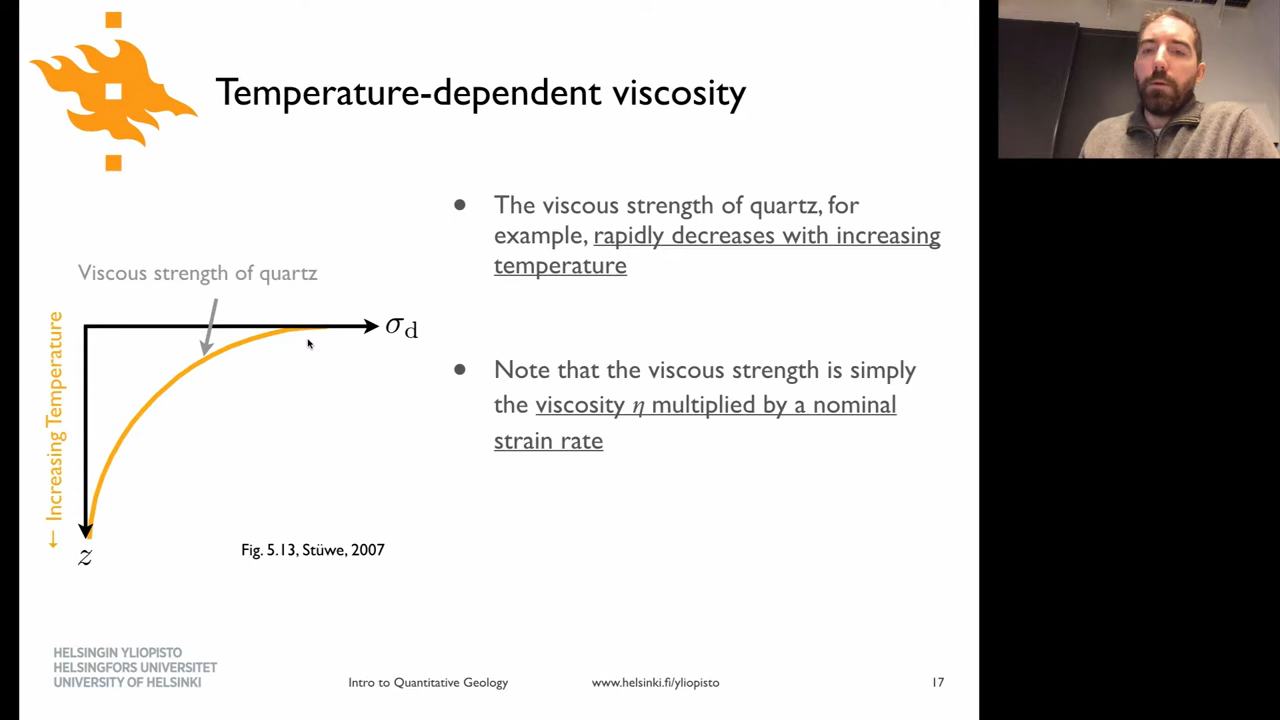 Temperature-dependent viscosity
● The viscous strength of quartz, for
example, rapidly decreases with increasing
temperature
● Note that the viscous strength is simply
the viscosity η multiplied by a nominal
strain rate
Viscous strength of quartz
σd
← Increasing Temperature
z
Fig. 5.13, Stüwe, 2007
HELSINGIN YLIOPISTO
HELSINGFORS UNIVERSITET
UNIVERSITY OF HELSINKI
Intro to Quantitative Geology
www.helsinki.fi/yliopisto
17